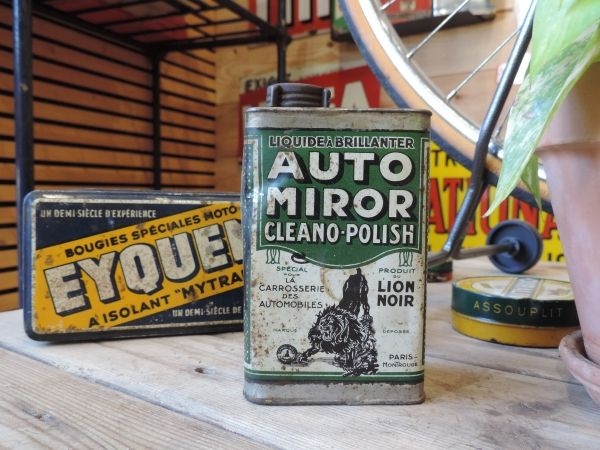 LIQUIDE À BRILLANTER
AUTO
MIROR
CLEANO-POLISH
SPÉCIAL
POUR
LA
CARROSSERIE
DES
AUTOMOBILES
PRODUIT
DU
LION
NOIR
MARQUE
DÉPOSÉE
PARIS-
MONTROUGE
UN DEMI-SIÈCLE D'EXPÉRIENCE
BOUGIES SPÉCIALES MOTO
EYQUEM
A ISOLANT "MYTRA
UN DEMI-SIÈCLE DE
ASSOUPLIT